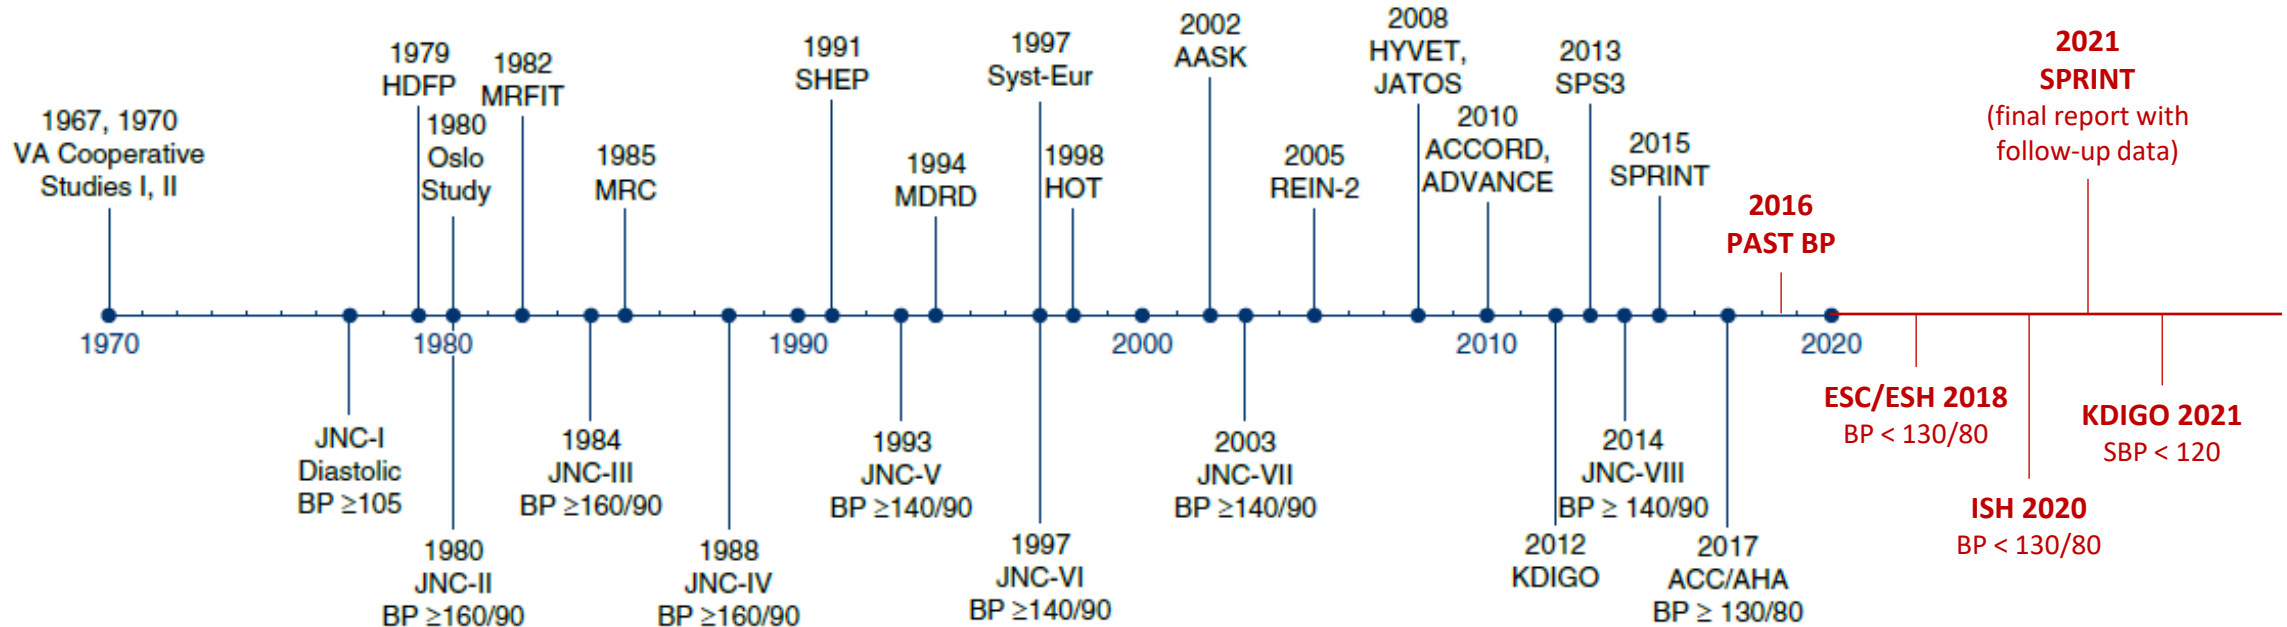 1967, 1970
VA Cooperative
Studies I, II
1979
HDFP
1980
Oslo
Study
1982
MRFIT
1985
MRC
1991
SHEP
1994
MDRD
1997
Syst-Eur
1998
HOT
2002
AASK
2005
REIN-2
2008
HYVET,
JATOS
2010
ACCORD,
ADVANCE
2013
SPS3
2015
SPRINT
2016
PAST BP
2021
SPRINT
(final report with
follow-up data)
1970
1980
1990
2000
2010
2020
JNC-I
Diastolic
BP ≥105
1980
JNC-II
BP ≥160/90
1984
JNC-III
BP ≥160/90
1988
JNC-IV
BP ≥160/90
1993
JNC-V
BP ≥140/90
1997
JNC-VI
BP ≥140/90
2003
JNC-VII
BP ≥140/90
2012
KDIGO
2014
JNC-VIII
BP ≥ 140/90
2017
ACC/AHA
BP ≥ 130/80
ESC/ESH 2018
BP < 130/80
ISH 2020
BP < 130/80
KDIGO 2021
SBP < 120